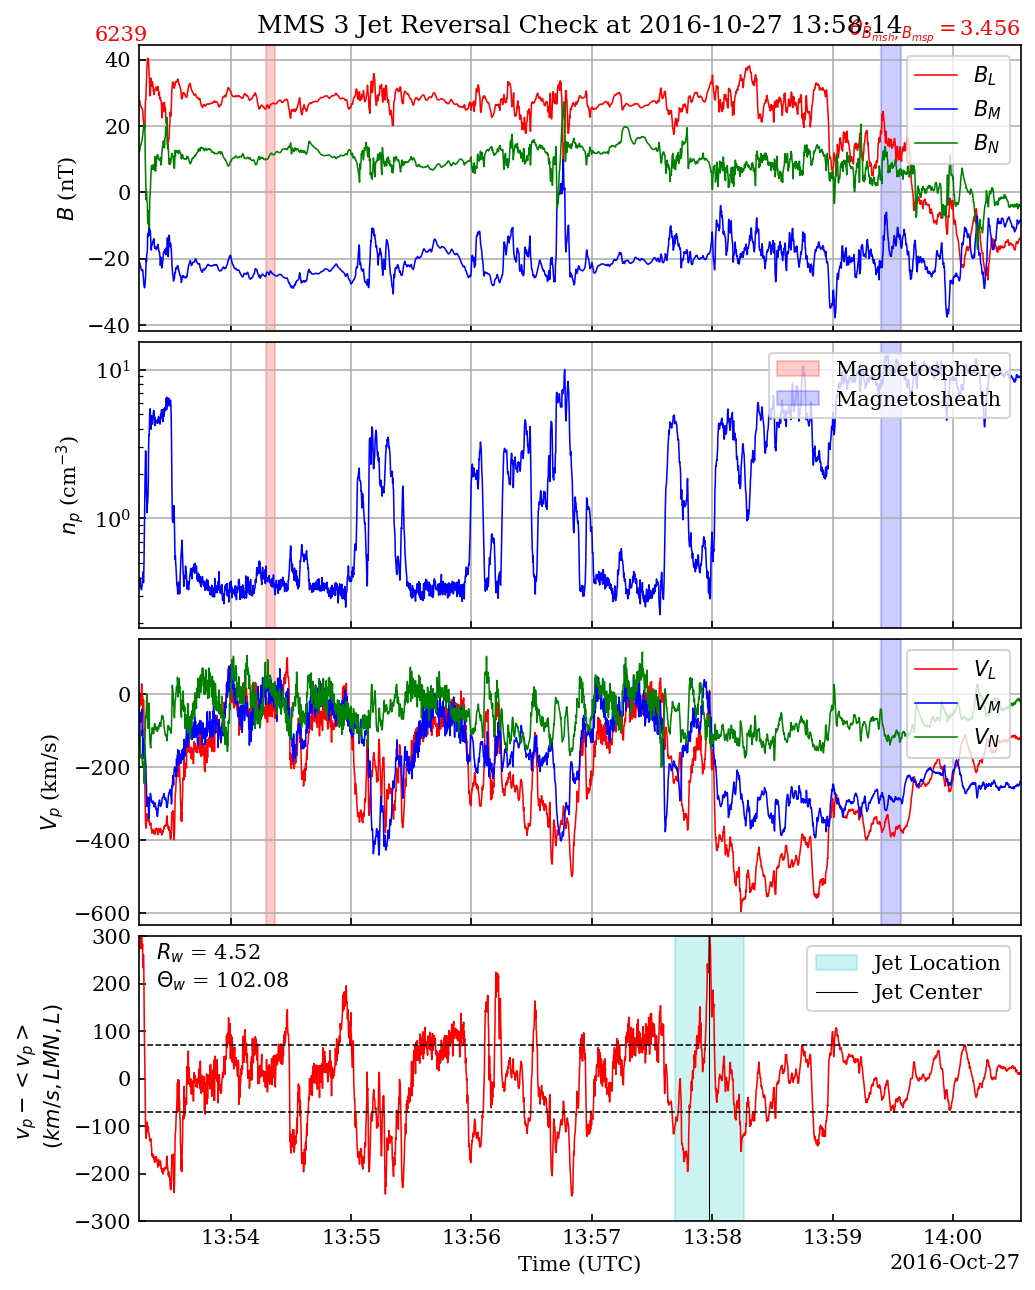 MMS 3 Jet Reversal Check at 2016-10-27 13:58:14
6239
θ_{B_{msh}, B_{msp}} = 3.456
40
20
0
−20
−40
B (nT)
B_L
B_M
B_N
10^1
10^0
n_p (cm^{−3})
Magnetosphere
Magnetosheath
0
−200
−400
−600
V_p (km/s)
V_L
V_M
V_N
300
200
100
0
−100
−200
−300
v_p − < v_p >
(km/s, LMN, L)
R_w = 4.52
Θ_w = 102.08
Jet Location
Jet Center
13:54 13:55 13:56 13:57 13:58 13:59 14:00
Time (UTC)
2016-Oct-27